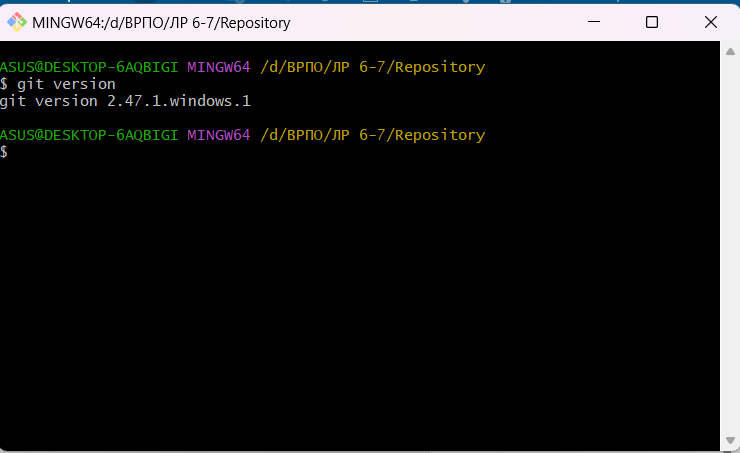 MINGW64:/d/ВРПО/ЛР 6-7/Repository
ASUS@DESKTOP-6AQBIGI MINGW64 /d/ВРПО/ЛР 6-7/Repository
$ git version
git version 2.47.1.windows.1
ASUS@DESKTOP-6AQBIGI MINGW64 /d/ВРПО/ЛР 6-7/Repository
$